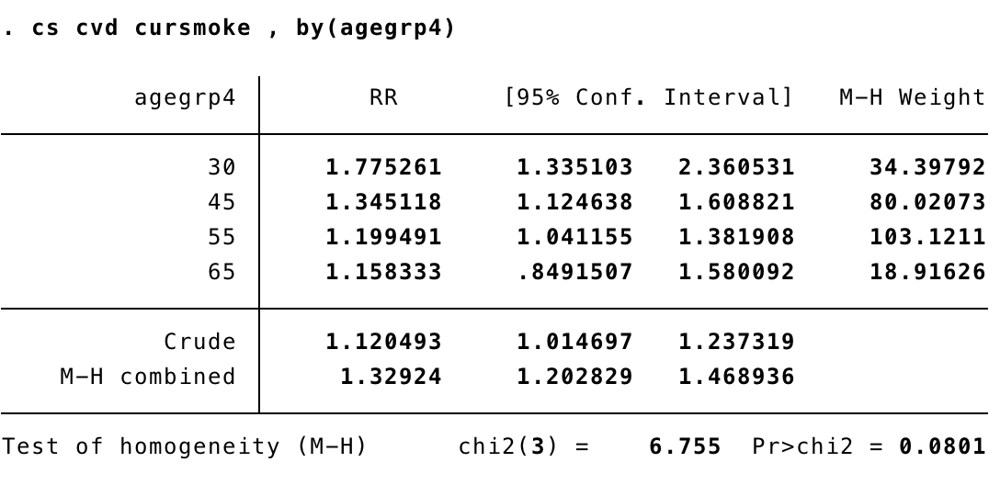 . cs cvd cursmoke , by(agegrp4)
agegrp4 RR [95% Conf. Interval] M-H Weight
30 1.775261 1.335103 2.360531 34.39792
45 1.345118 1.124638 1.608821 80.02073
55 1.199491 1.041155 1.381908 103.1211
65 1.158333 .8491507 1.580092 18.91626
Crude 1.120493 1.014697 1.237319
M-H combined 1.32924 1.202829 1.468936
Test of homogeneity (M-H) chi2(3) = 6.755 Pr>chi2 = 0.0801